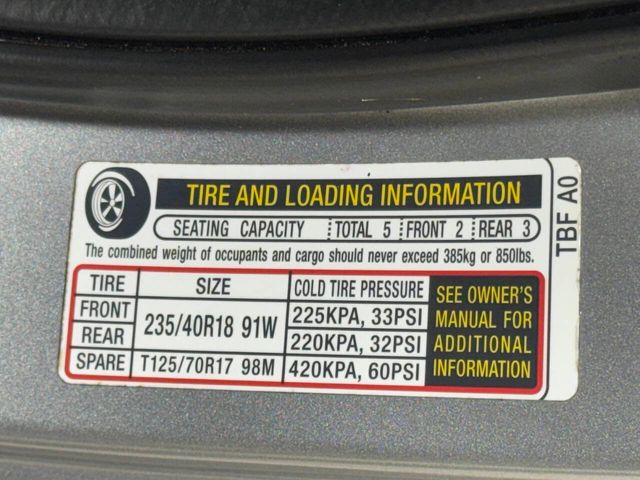 TIRE AND LOADING INFORMATION
SEATING CAPACITY TOTAL 5 FRONT 2 REAR 3
The combined weight of occupants and cargo should never exceed 385kg or 850lbs.
TIRE SIZE COLD TIRE PRESSURE
FRONT 235/40R18 91W 225KPA, 33PSI
REAR 220KPA, 32PSI
SPARE T125/70R17 98M 420KPA, 60PSI
SEE OWNER'S
MANUAL FOR
ADDITIONAL
INFORMATION
TBF A0